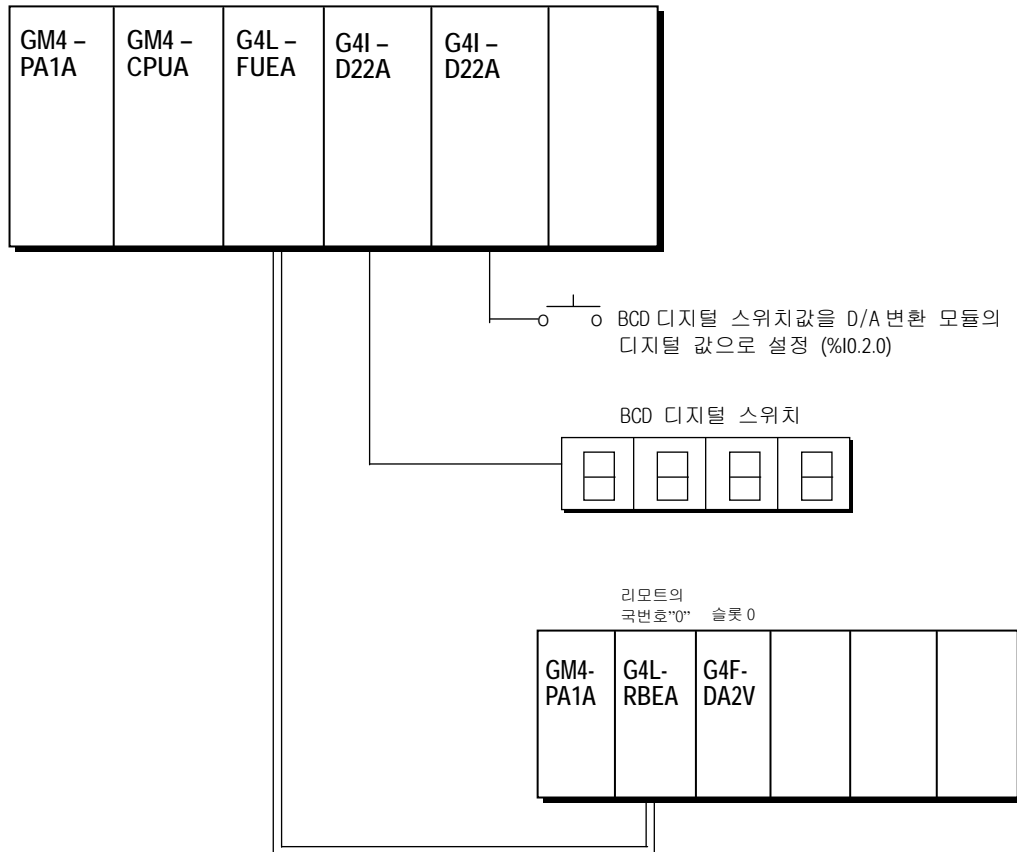 GM4 – PA1A
GM4 – CPUA
G4L – FUEA
G4I – D22A
G4I – D22A
BCD 디지털 스위치값을 D/A 변환 모듈의
디지털 값으로 설정 (%I0.2.0)
BCD 디지털 스위치
리모트의
국번호"0" 슬롯 0
GM4- PA1A
G4L- RBEA
G4F- DA2V